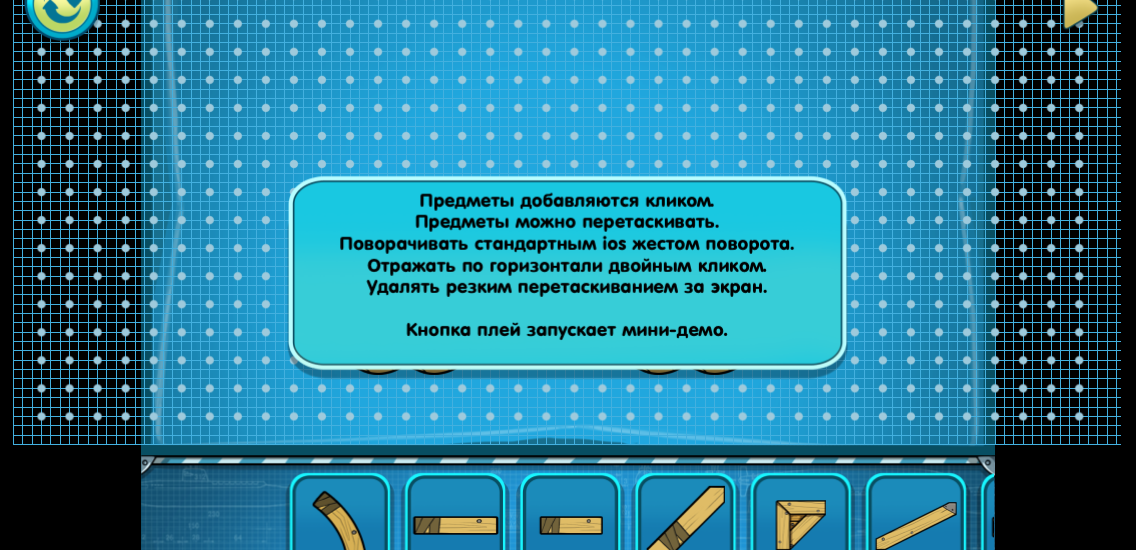 Предметы добавляются кликом.
Предметы можно перетаскивать.
Поворачивать стандартным ios жестом поворота.
Отражать по горизонтали двойным кликом.
Удалять резким перетаскиванием за экран.
Кнопка плей запускает мини-демо.